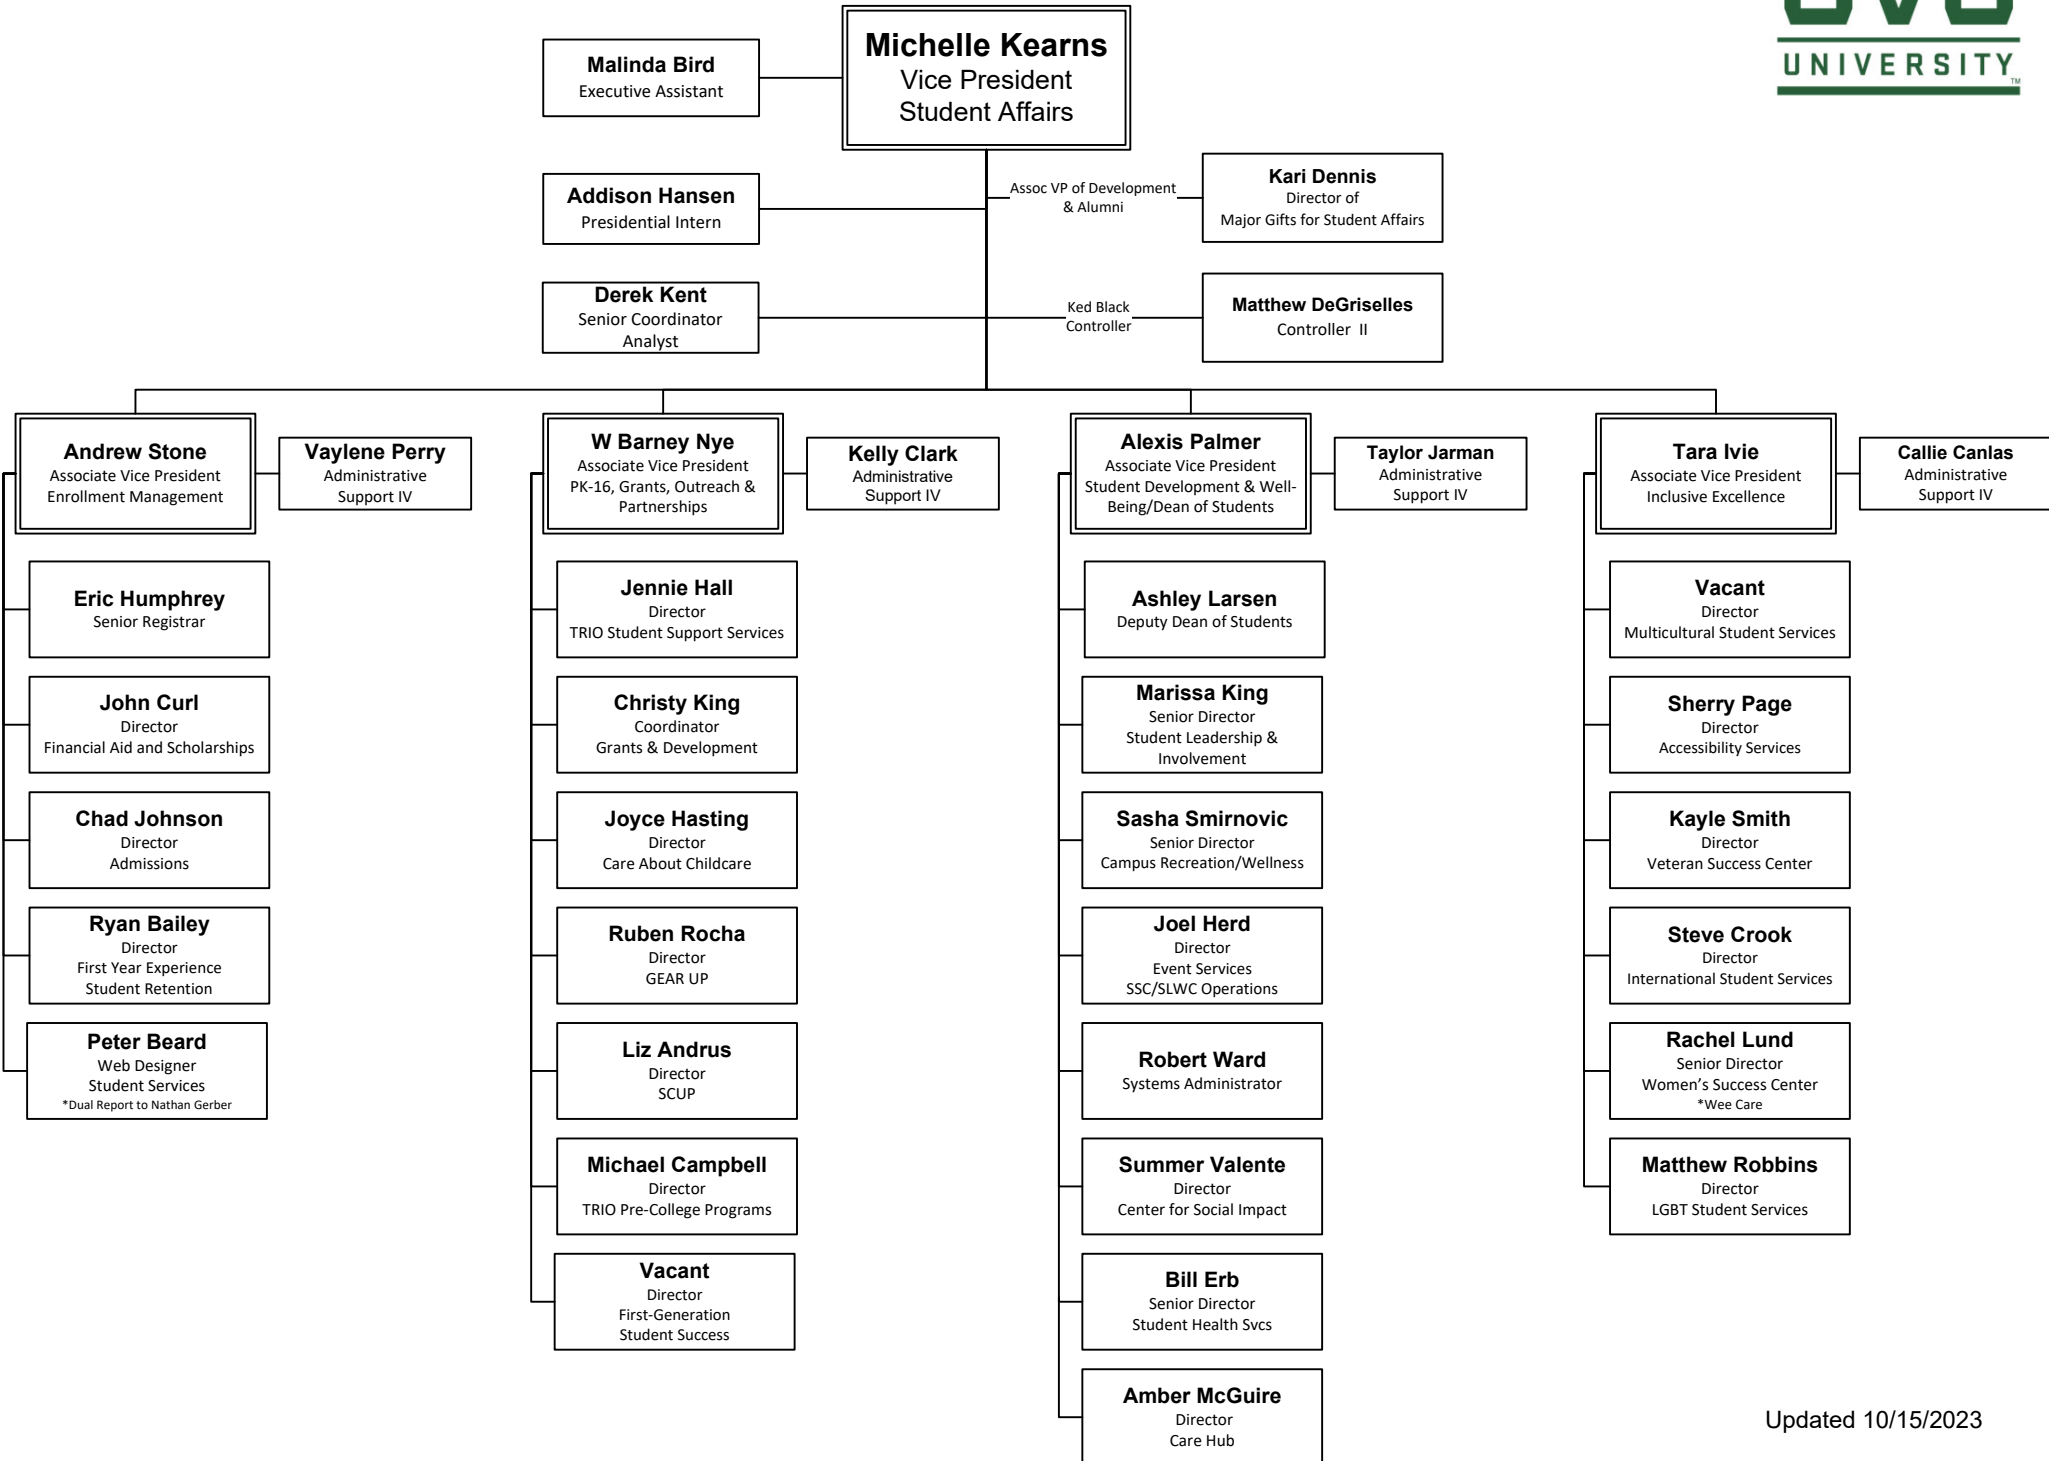 Michelle Kearns
Vice President
Student Affairs
UNIVERSITY
TM
Malinda Bird
Executive Assistant
Addison Hansen
Presidential Intern
Assoc VP of Development
& Alumni
Kari Dennis
Director of
Major Gifts for Student Affairs
Derek Kent
Senior Coordinator
Analyst
Ked Black
Controller
Matthew DeGriselles
Controller II
Andrew Stone
Associate Vice President
Enrollment Management
Vaylene Perry
Administrative
Support IV
Eric Humphrey
Senior Registrar
John Curl
Director
Financial Aid and Scholarships
Chad Johnson
Director
Admissions
Ryan Bailey
Director
First Year Experience
Student Retention
Peter Beard
Web Designer
Student Services
*Dual Report to Nathan Gerber
W Barney Nye
Associate Vice President
PK-16, Grants, Outreach &
Partnerships
Kelly Clark
Administrative
Support IV
Jennie Hall
Director
TRIO Student Support Services
Christy King
Coordinator
Grants & Development
Joyce Hasting
Director
Care About Childcare
Ruben Rocha
Director
GEAR UP
Liz Andrus
Director
SCUP
Michael Campbell
Director
TRIO Pre-College Programs
Vacant
Director
First-Generation
Student Success
Alexis Palmer
Associate Vice President
Student Development & Well-
Being/Dean of Students
Taylor Jarman
Administrative
Support IV
Ashley Larsen
Deputy Dean of Students
Marissa King
Senior Director
Student Leadership &
Involvement
Sasha Smirnovic
Senior Director
Campus Recreation/Wellness
Joel Herd
Director
Event Services
SSC/SLWC Operations
Robert Ward
Systems Administrator
Summer Valente
Director
Center for Social Impact
Bill Erb
Senior Director
Student Health Svcs
Amber McGuire
Director
Care Hub
Tara Ivie
Associate Vice President
Inclusive Excellence
Callie Canlas
Administrative
Support IV
Vacant
Director
Multicultural Student Services
Sherry Page
Director
Accessibility Services
Kayle Smith
Director
Veteran Success Center
Steve Crook
Director
International Student Services
Rachel Lund
Senior Director
Women’s Success Center
*Wee Care
Matthew Robbins
Director
LGBT Student Services
Updated 10/15/2023